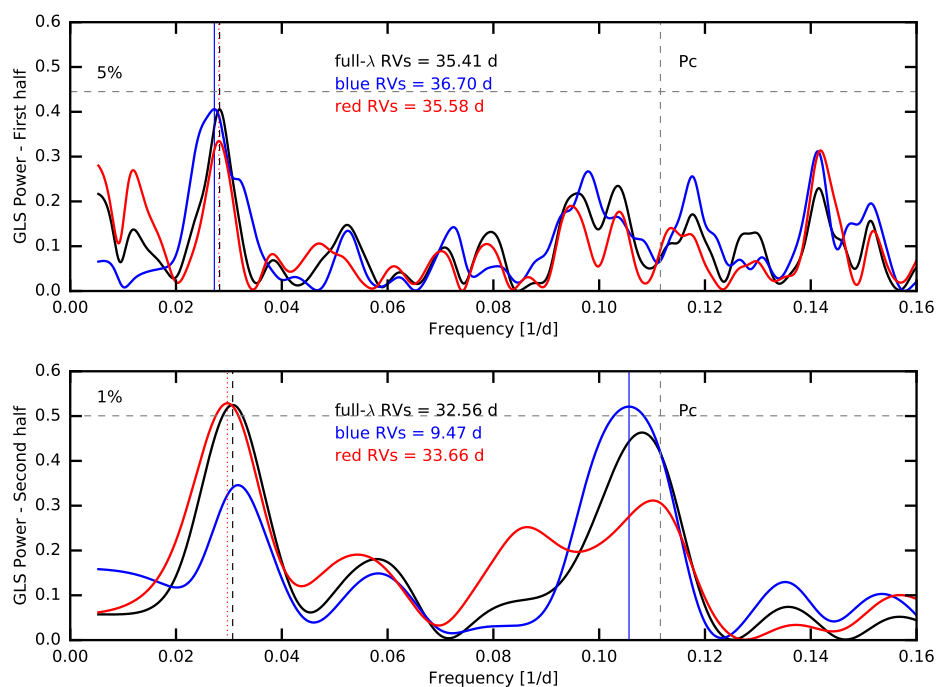 0.6
0.5
0.4
0.3
0.2
0.1
0.0
GLS Power - First half
5%
full-λ RVs = 35.41 d
blue RVs = 36.70 d
red RVs = 35.58 d
Pc
0.00 0.02 0.04 0.06 0.08 0.10 0.12 0.14 0.16
Frequency [1/d]
0.6
0.5
0.4
0.3
0.2
0.1
0.0
GLS Power - Second half
1%
full-λ RVs = 32.56 d
blue RVs = 9.47 d
red RVs = 33.66 d
Pc
0.00 0.02 0.04 0.06 0.08 0.10 0.12 0.14 0.16
Frequency [1/d]